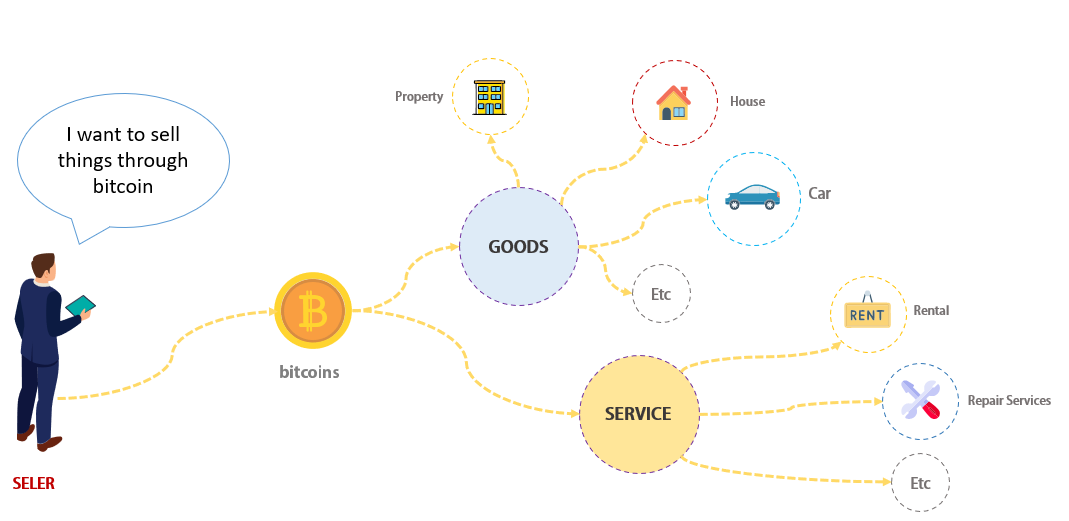 I want to sell
things through
bitcoin
SELER
bitcoins
GOODS
Property
House
Car
Etc
SERVICE
RENT
Rental
Repair Services
Etc